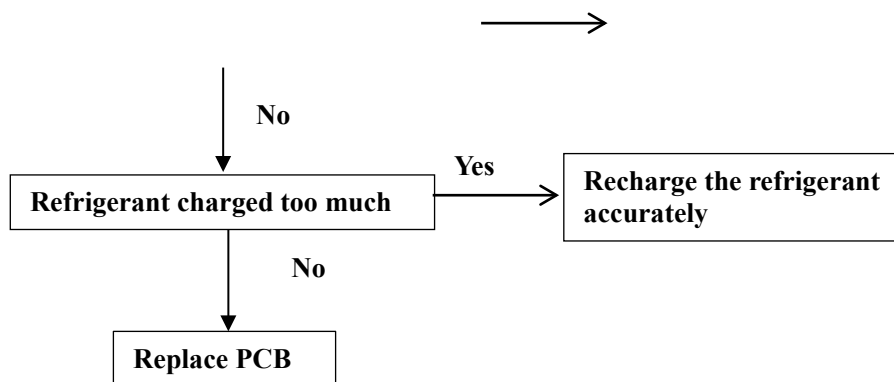 No
Yes
Refrigerant charged too much
Recharge the refrigerant
accurately
No
Replace PCB